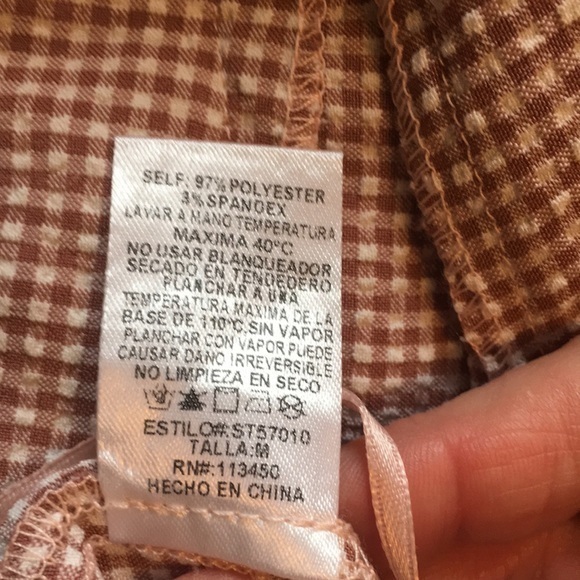 SELF: 97% POLYESTER
3% SPANDEX
LAVAR A MANO TEMPERATURA
MAXIMA 40°C
NO USAR BLANQUEADOR
SECADO EN TENDEDERO
PLANCHAR A UNA
TEMPERATURA MAXIMA DE LA
BASE DE 110°C.SIN VAPOR
PLANCHAR CON VAPOR PUEDE
CAUSAR DANO IRREVERSIBLE
NO LIMPIEZA EN SECO
ESTILO#:ST57010
TALLA:M
RN#:113450
HECHO EN CHINA